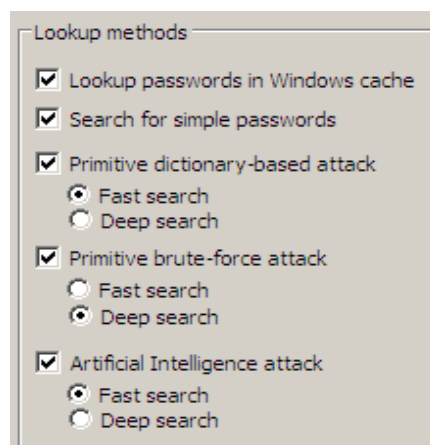 Lookup methods
Lookup passwords in Windows cache
Search for simple passwords
Primitive dictionary-based attack
Fast search
Deep search
Primitive brute-force attack
Fast search
Deep search
Artificial Intelligence attack
Fast search
Deep search